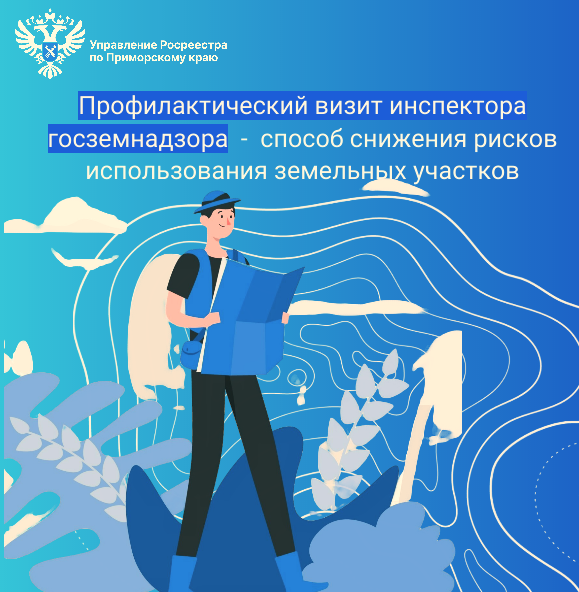 Управление Росреестра
по Приморскому краю
Профилактический визит инспектора
госземнадзора - способ снижения рисков
использования земельных участков